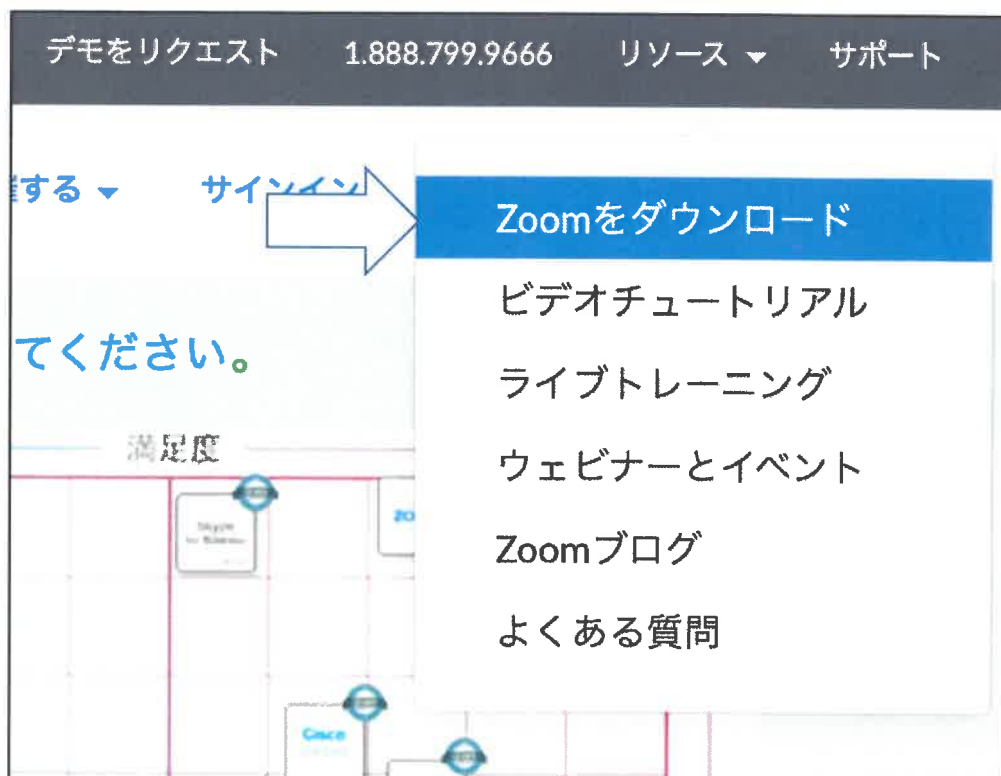 デモをリクエスト 1.888.799.9666 リソース サポート
する サインイン
Zoomをダウンロード
ビデオチュートリアル
てください。
ライブトレーニング
満足度
ウェビナーとイベント
Zoomブログ
よくある質問
Cisco